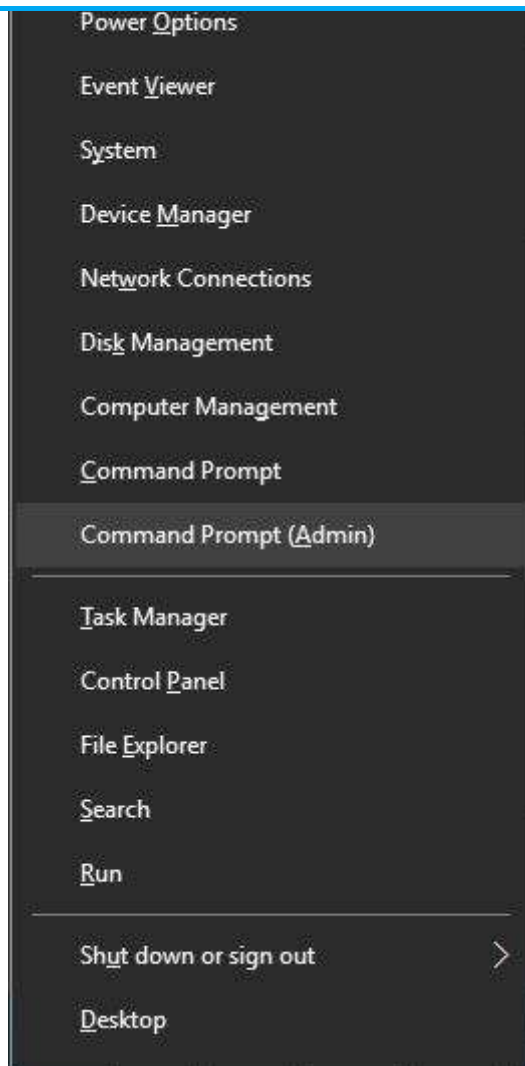 Power Options
Event Viewer
System
Device Manager
Network Connections
Disk Management
Computer Management
Command Prompt
Command Prompt (Admin)
Task Manager
Control Panel
File Explorer
Search
Run
Shut down or sign out
Desktop